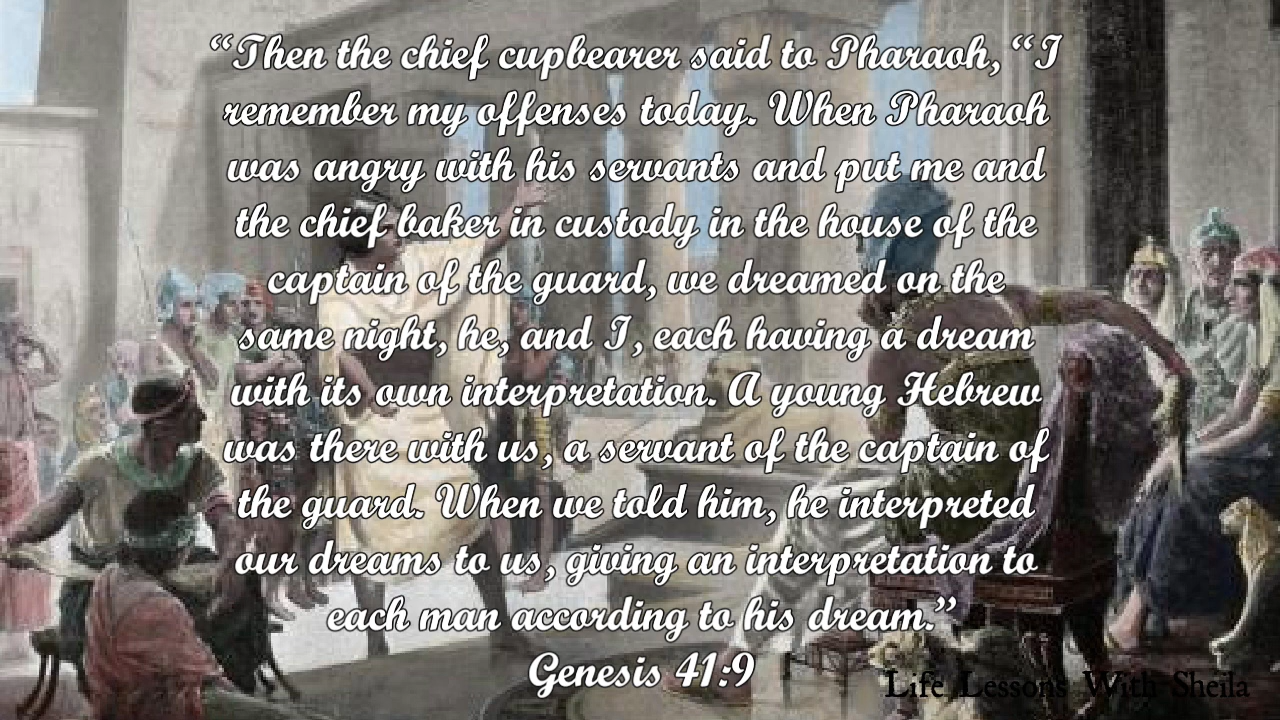 “Then the chief cupbearer said to Pharaoh, “I
remember my offenses today. When Pharaoh
was angry with his servants and put me and
the chief baker in custody in the house of the
captain of the guard, we dreamed on the
same night, he, and I, each having a dream
with its own interpretation. A young Hebrew
was there with us, a servant of the captain of
the guard. When we told him, he interpreted
our dreams to us, giving an interpretation to
each man according to his dream.”
Genesis 41:9
Life Lessons With Sheila